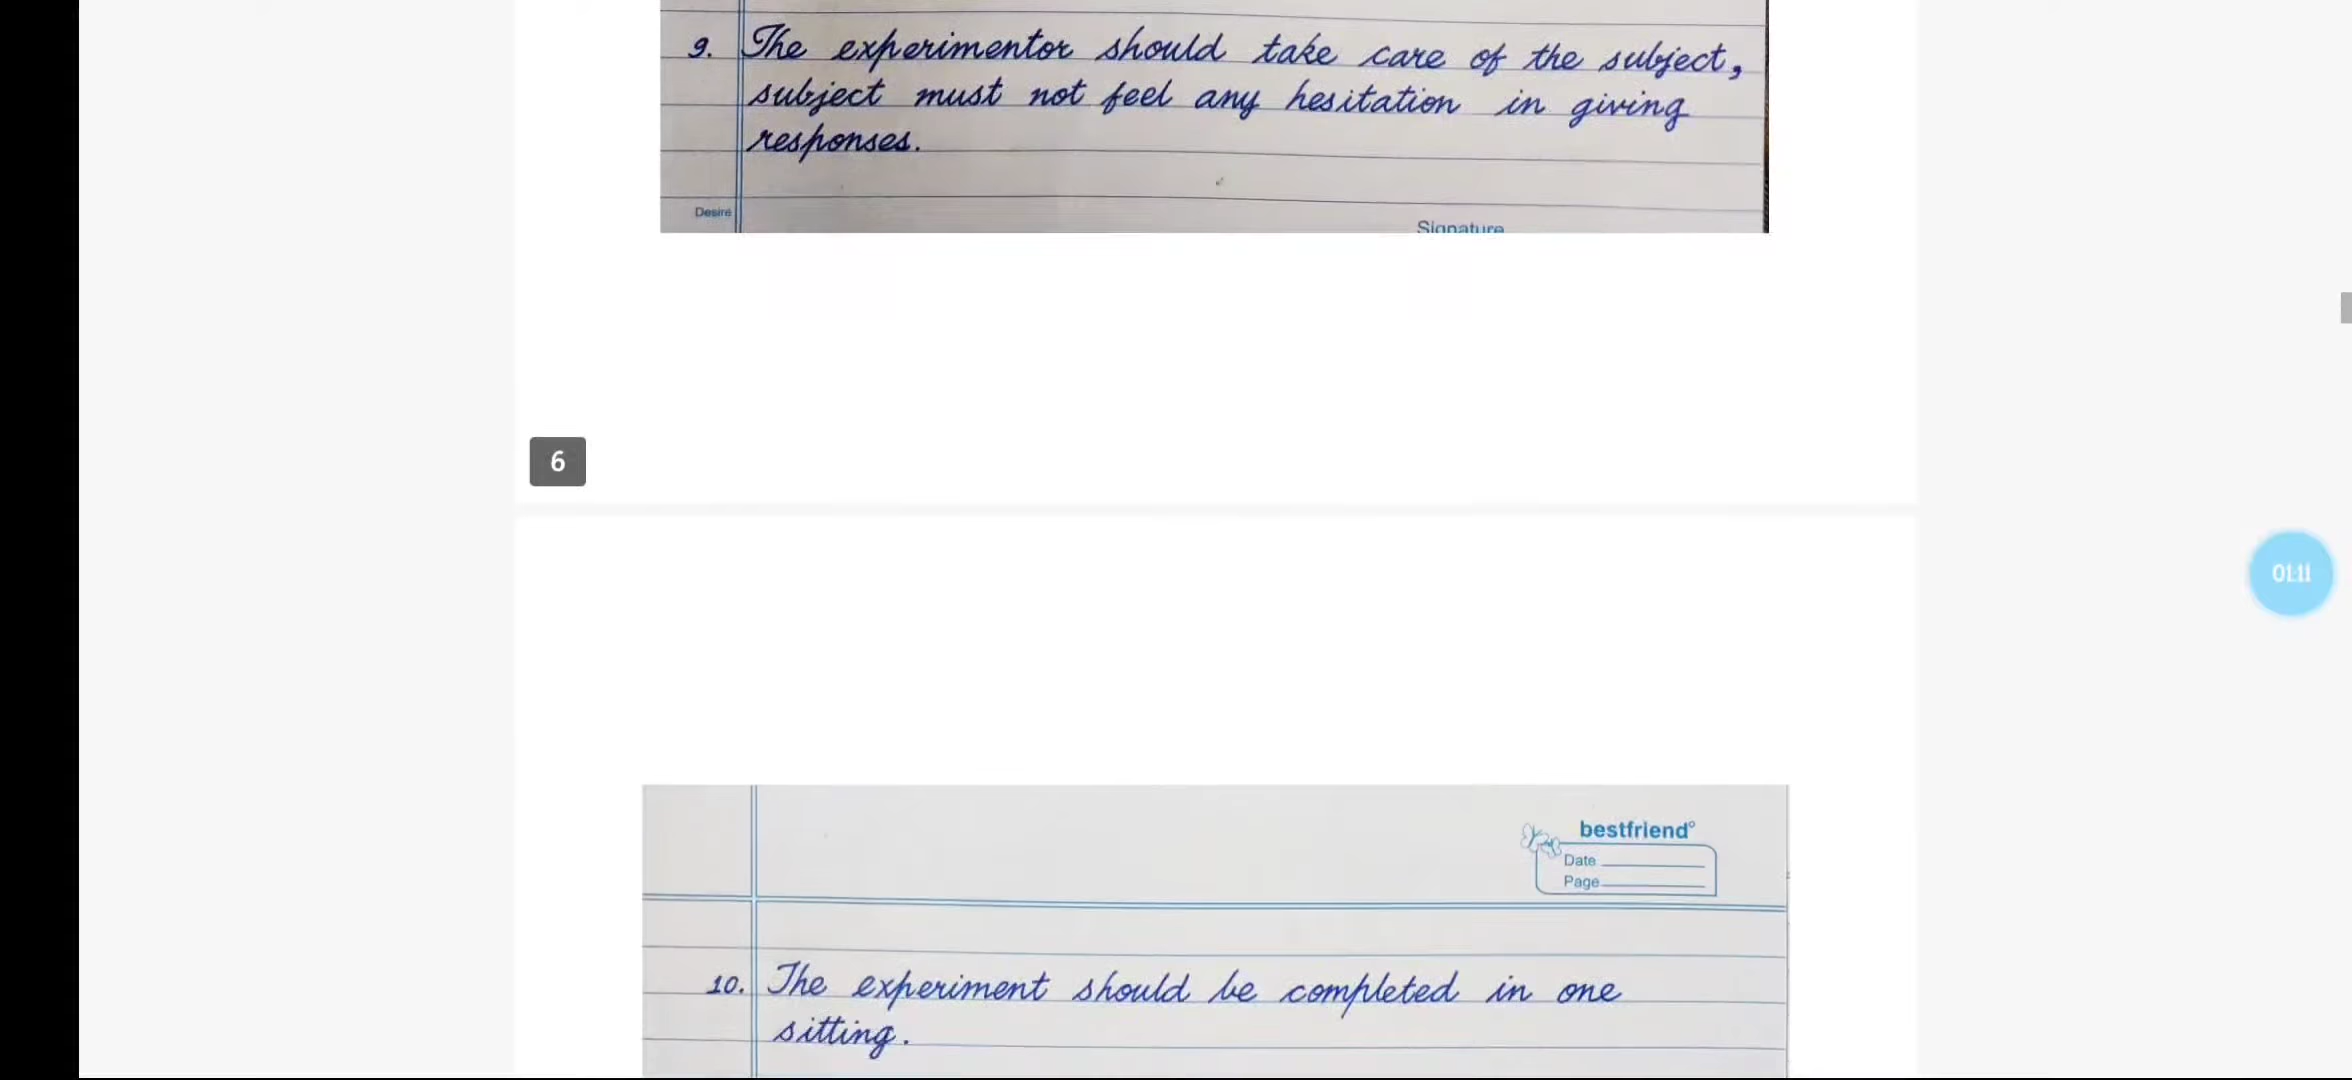 9. The experimentor should take care of the subject,
subject must not feel any hesitation in giving
responses.
Desire
Signature
6
01:11
bestfriend
Date
Page
10. The experiment should be completed in one
sitting.